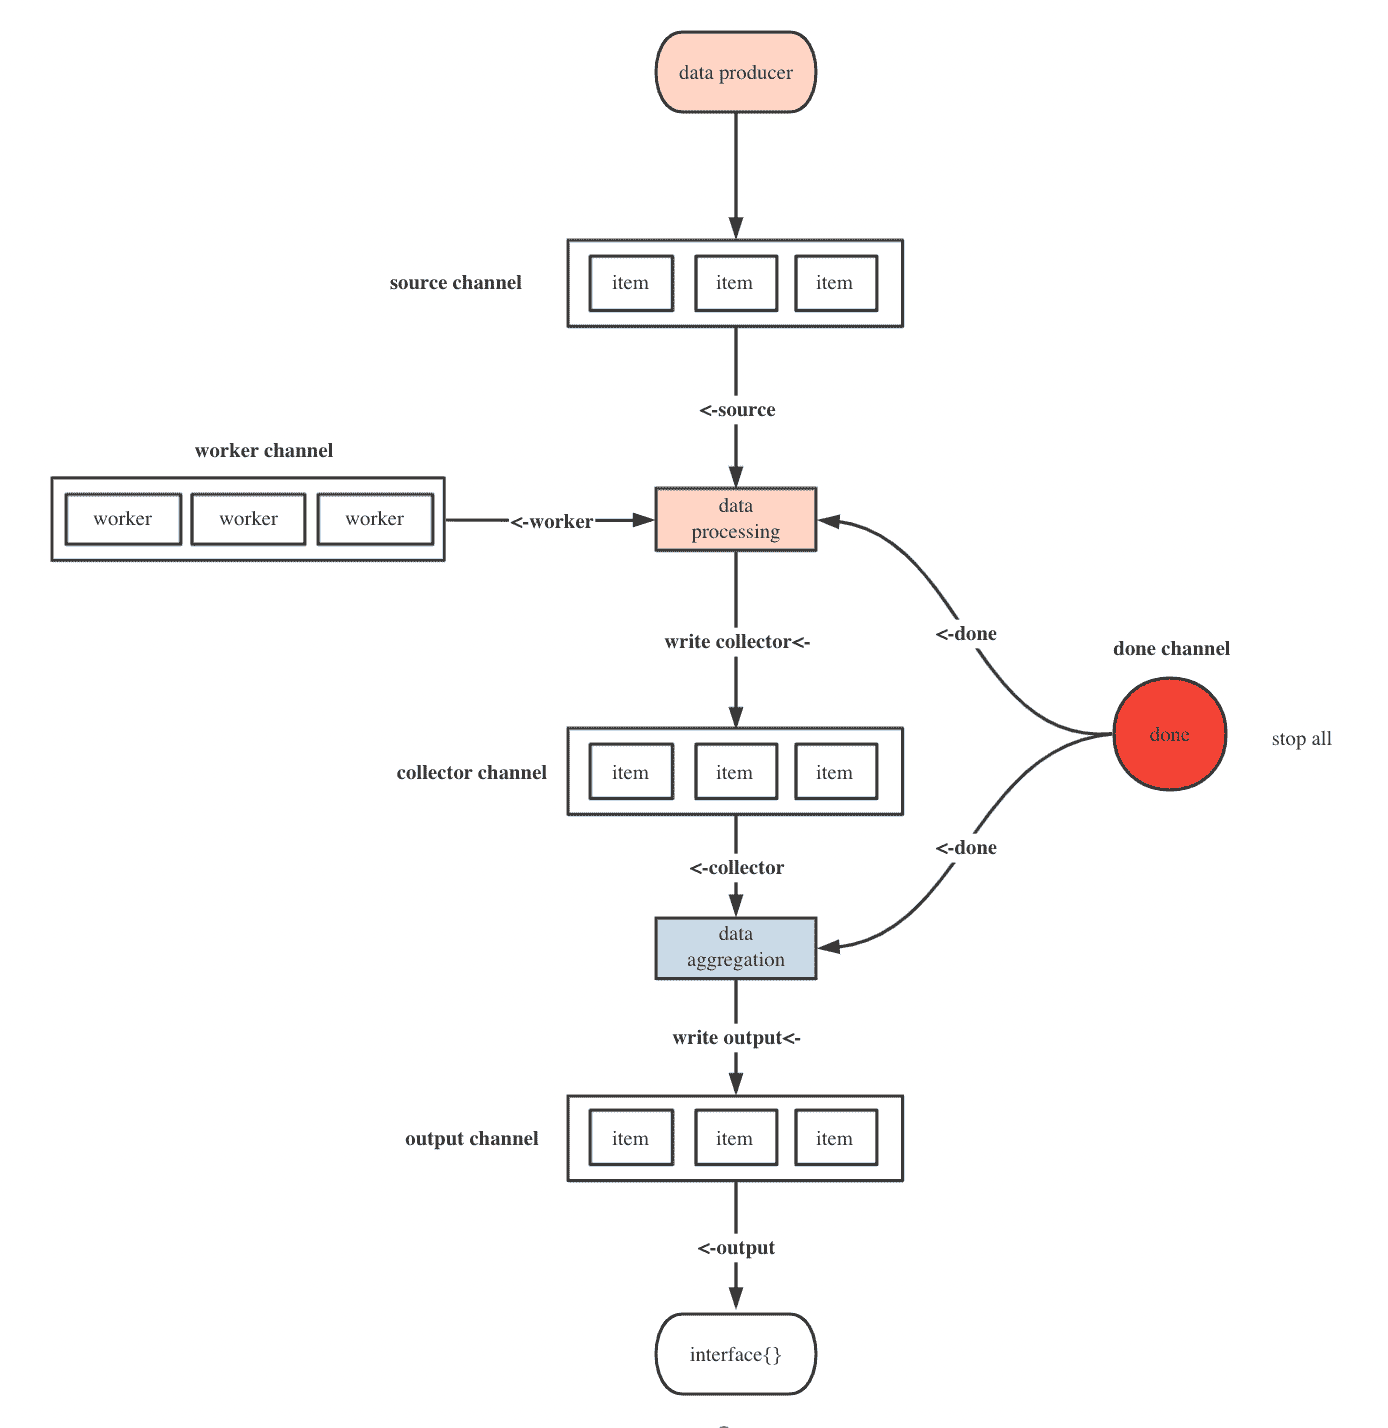 data producer
source channel
item
item
item
<-source
worker channel
worker
worker
worker
<-worker
data
processing
<-done
write collector<-
done channel
done
stop all
collector channel
item
item
item
<-done
<-collector
data
aggregation
write output<-
output channel
item
item
item
<-output
interface{}